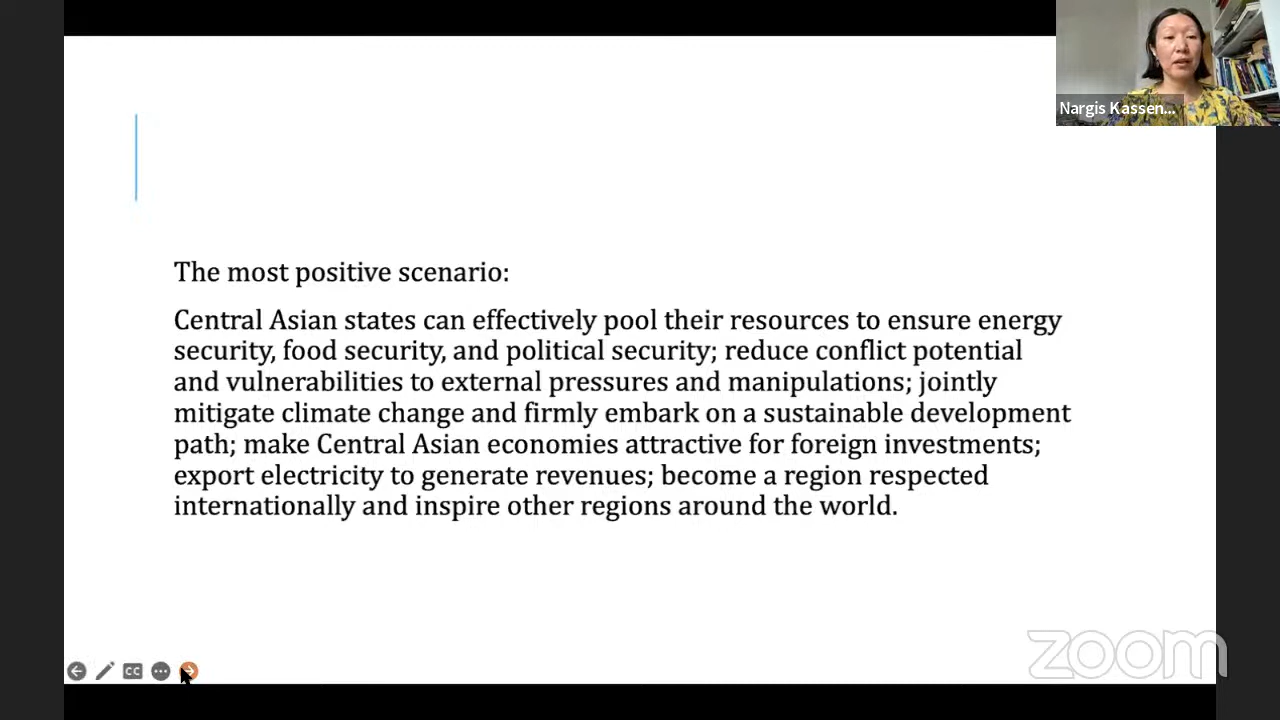 Nargis Kassen...
The most positive scenario:
Central Asian states can effectively pool their resources to ensure energy
security, food security, and political security; reduce conflict potential
and vulnerabilities to external pressures and manipulations; jointly
mitigate climate change and firmly embark on a sustainable development
path; make Central Asian economies attractive for foreign investments;
export electricity to generate revenues; become a region respected
internationally and inspire other regions around the world.
CC
zoom